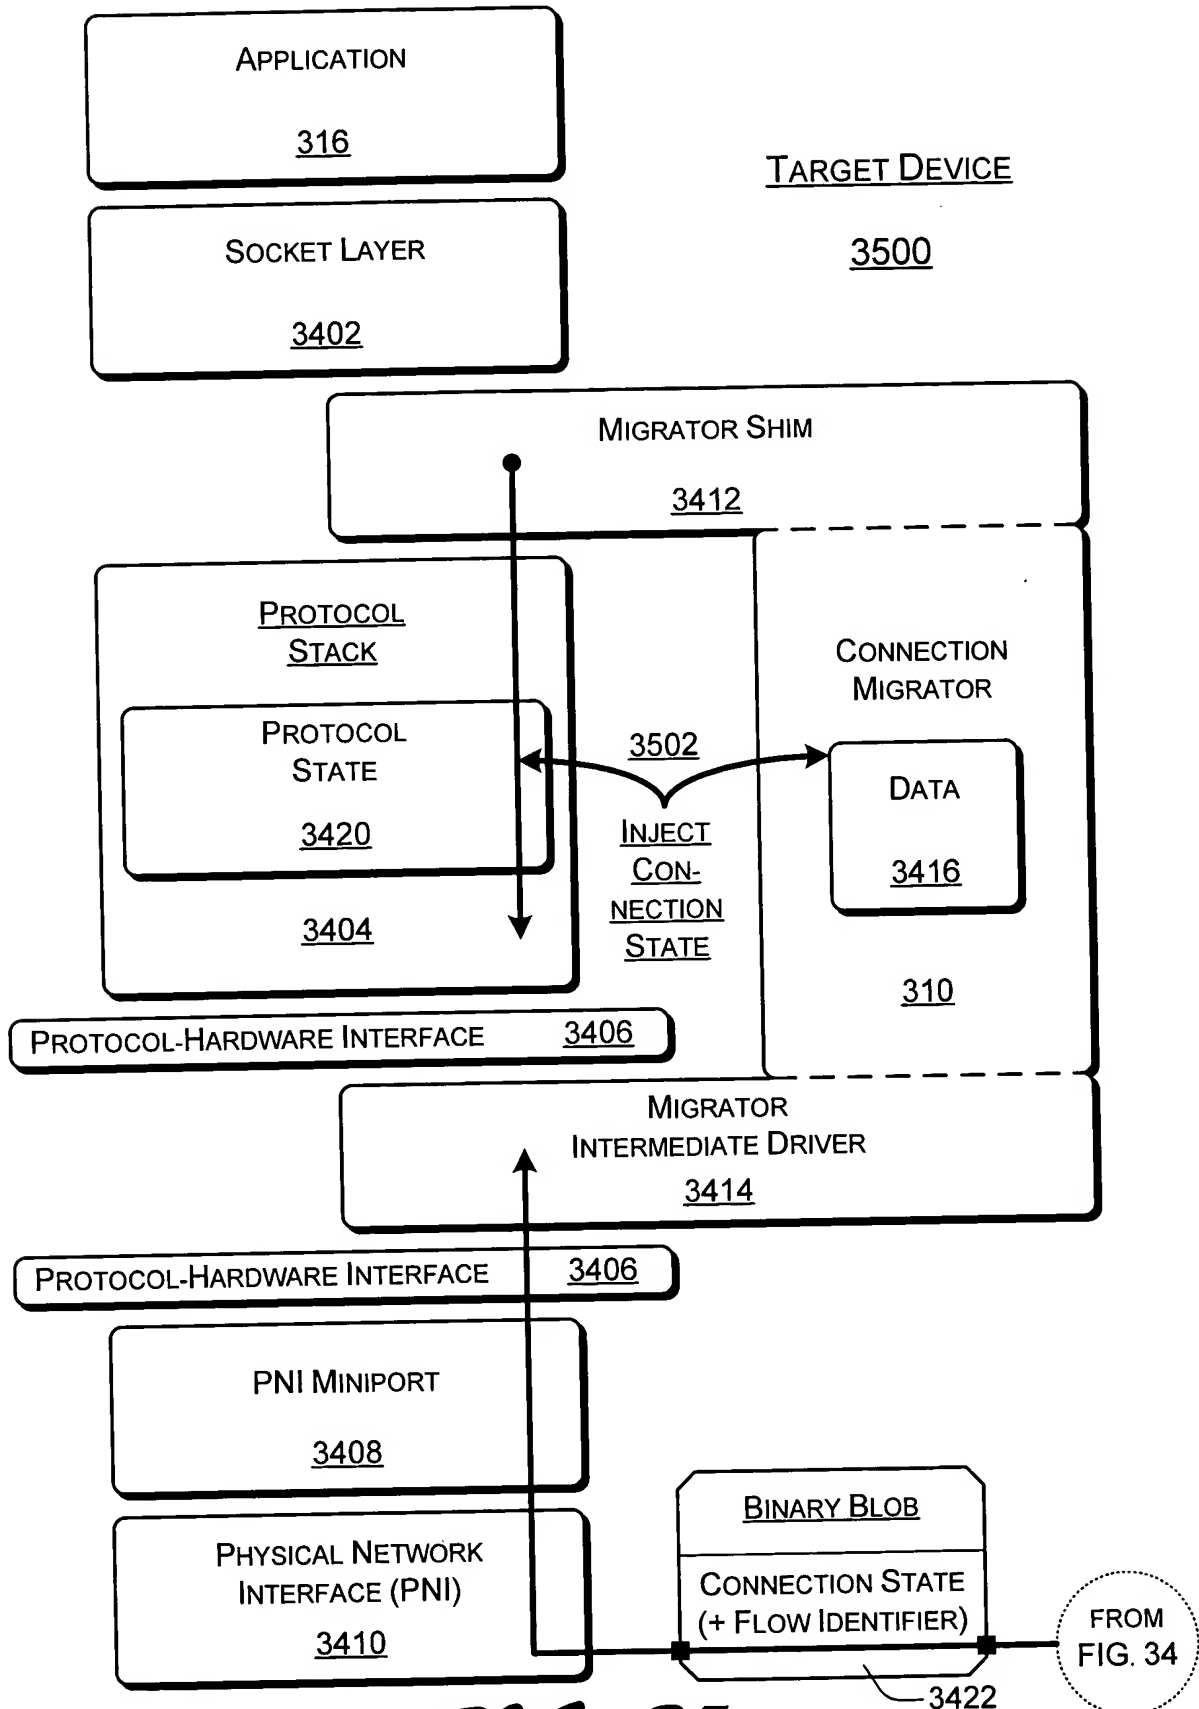 APPLICATION
316
TARGET DEVICE
3500
SOCKET LAYER
3402
MIGRATOR SHIM
3412
PROTOCOL
STACK
PROTOCOL
STATE
3420
3404
3502
INJECT
CON-
NECTION
STATE
CONNECTION
MIGRATOR
DATA
3416
310
PROTOCOL-HARDWARE INTERFACE 3406
MIGRATOR
INTERMEDIATE DRIVER
3414
PROTOCOL-HARDWARE INTERFACE 3406
PNI MINIPORT
3408
PHYSICAL NETWORK
INTERFACE (PNI)
3410
BINARY BLOB
CONNECTION STATE
(+ FLOW IDENTIFIER)
3422
FROM
FIG. 34